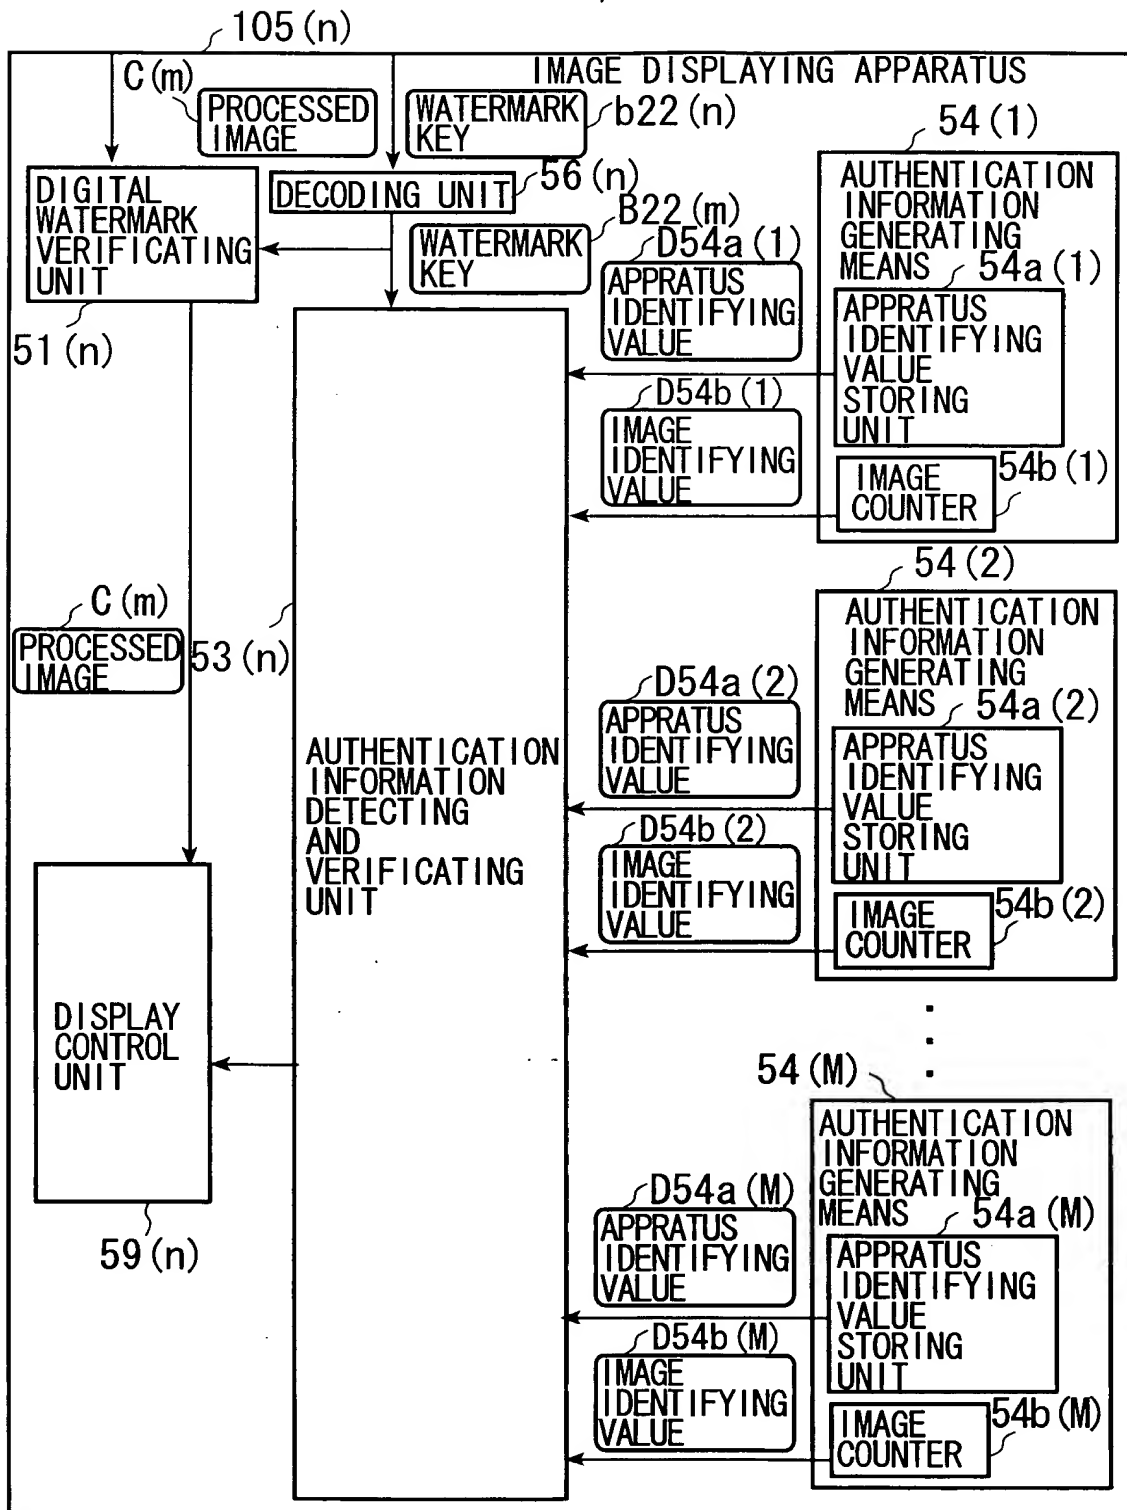 105(n)
IMAGE DISPLAYING APPARATUS
C(m)
PROCESSED
IMAGE
WATERMARK
KEY
b22(n)
DIGITAL
WATERMARK
VERIFICATING
UNIT
51(n)
DECODING UNIT
56(n)
WATERMARK
KEY
B22(m)
54(1)
AUTHENTICATION
INFORMATION
GENERATING
MEANS
54a(1)
APPRATUS
IDENTIFYING
VALUE
STORING
UNIT
D54a(1)
APPRATUS
IDENTIFYING
VALUE
D54b(1)
IMAGE
IDENTIFYING
VALUE
54b(1)
IMAGE
COUNTER
54(2)
AUTHENTICATION
INFORMATION
GENERATING
MEANS
54a(2)
APPRATUS
IDENTIFYING
VALUE
STORING
UNIT
D54a(2)
APPRATUS
IDENTIFYING
VALUE
D54b(2)
IMAGE
IDENTIFYING
VALUE
54b(2)
IMAGE
COUNTER
C(m)
PROCESSED
IMAGE
53(n)
AUTHENTICATION
INFORMATION
DETECTING
AND
VERIFICATING
UNIT
DISPLAY
CONTROL
UNIT
59(n)
54(M)
AUTHENTICATION
INFORMATION
GENERATING
MEANS
54a(M)
APPRATUS
IDENTIFYING
VALUE
STORING
UNIT
D54a(M)
APPRATUS
IDENTIFYING
VALUE
D54b(M)
IMAGE
IDENTIFYING
VALUE
54b(M)
IMAGE
COUNTER